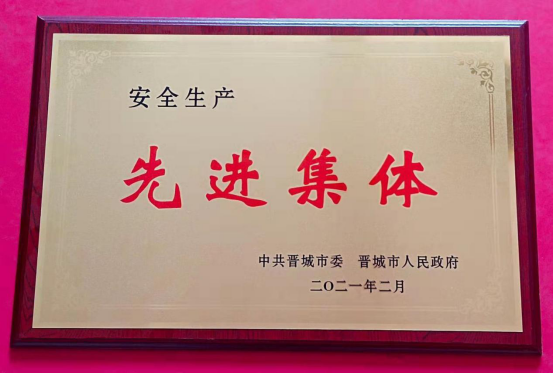 安全生产
先进集体
中共晋城市委 晋城市人民政府
二〇二一年二月